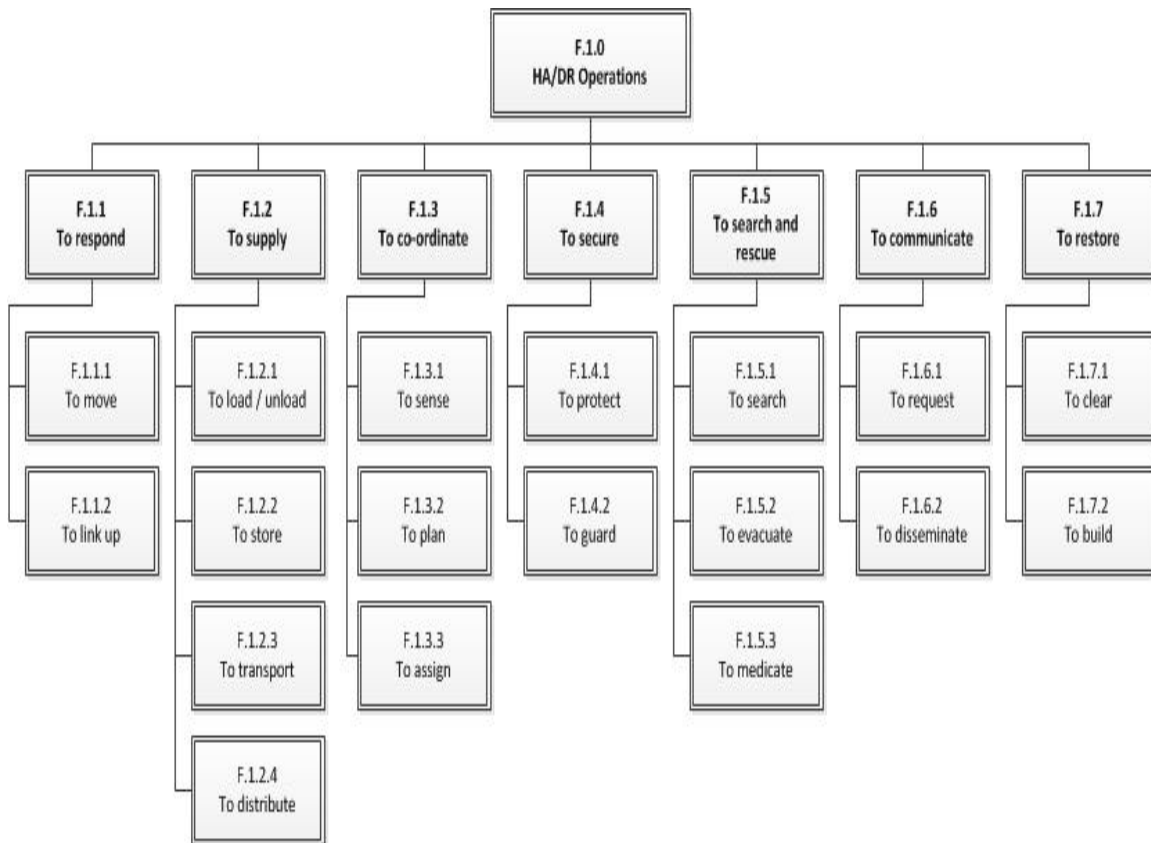 F.1.0
HA/DR Operations
F.1.1
To respond
F.1.2
To supply
F.1.3
To co-ordinate
F.1.4
To secure
F.1.5
To search and
rescue
F.1.6
To communicate
F.1.7
To restore
F.1.1.1
To move
F.1.2.1
To load / unload
F.1.3.1
To sense
F.1.4.1
To protect
F.1.5.1
To search
F.1.6.1
To request
F.1.7.1
To clear
F.1.1.2
To link up
F.1.2.2
To store
F.1.3.2
To plan
F.1.4.2
To guard
F.1.5.2
To evacuate
F.1.6.2
To disseminate
F.1.7.2
To build
F.1.2.3
To transport
F.1.3.3
To assign
F.1.5.3
To medicate
F.1.2.4
To distribute